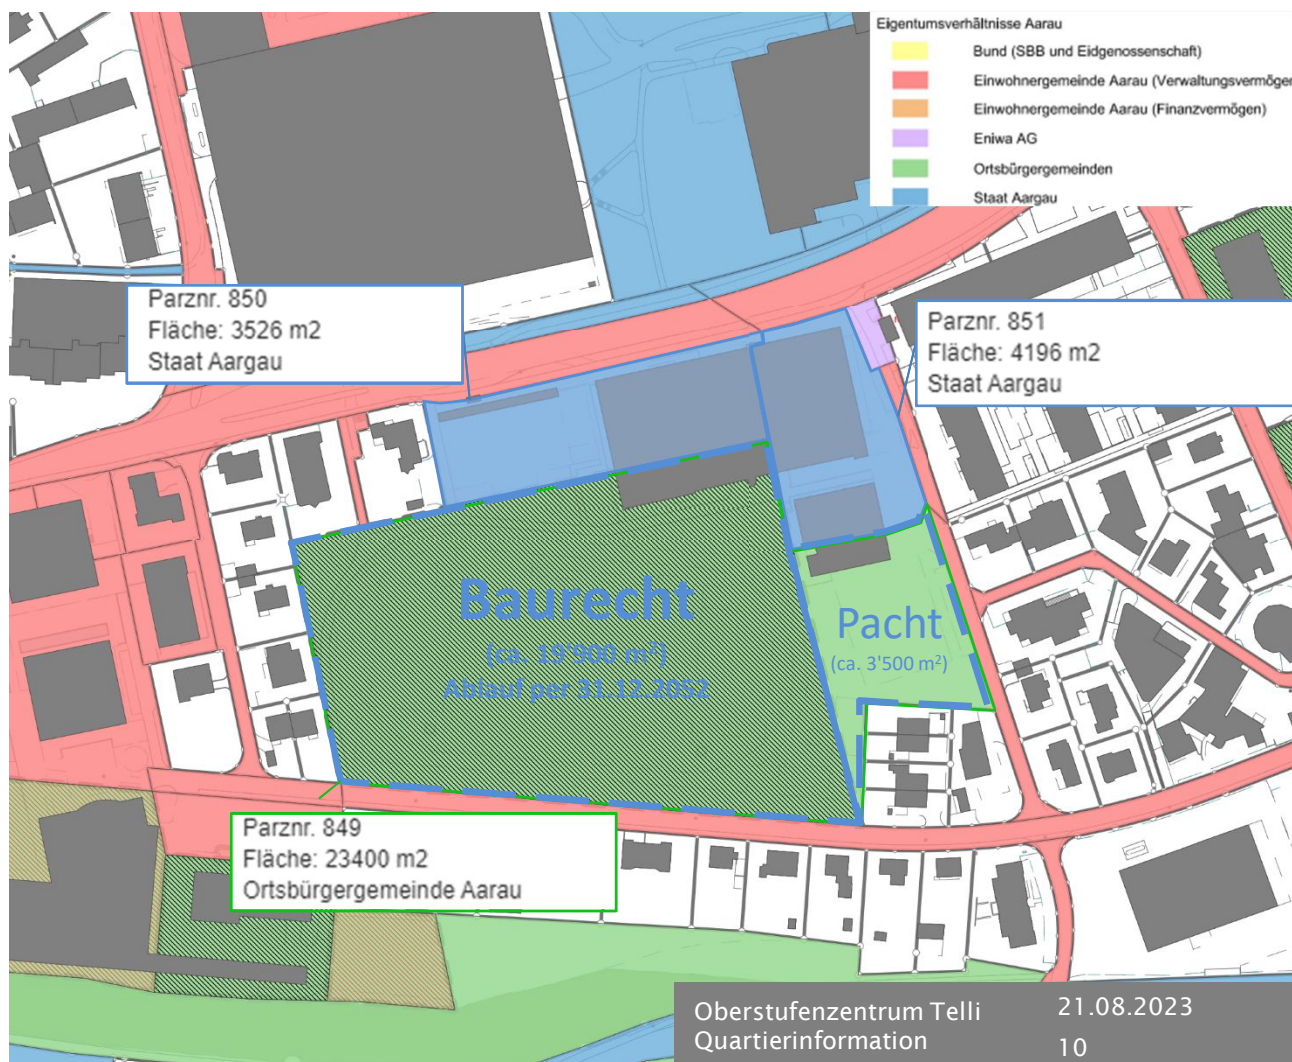 Eigentumsverhältnisse Aarau
Bund (SBB und Eidgenossenschaft)
Einwohnergemeinde Aarau (Verwaltungsvermögen
Einwohnergemeinde Aarau (Finanzvermögen)
Eniwa AG
Ortsbürgergemeinden
Staat Aargau
Parznr. 850
Fläche: 3526 m2
Staat Aargau
Parznr. 851
Fläche: 4196 m2
Staat Aargau
Baurecht
(ca. 19'900 m²)
Ablauf per 31.12.2052
Pacht
(ca. 3'500 m²)
Parznr. 849
Fläche: 23400 m2
Ortsbürgergemeinde Aarau
Oberstufenzentrum Telli
Quartierinformation
21.08.2023
10